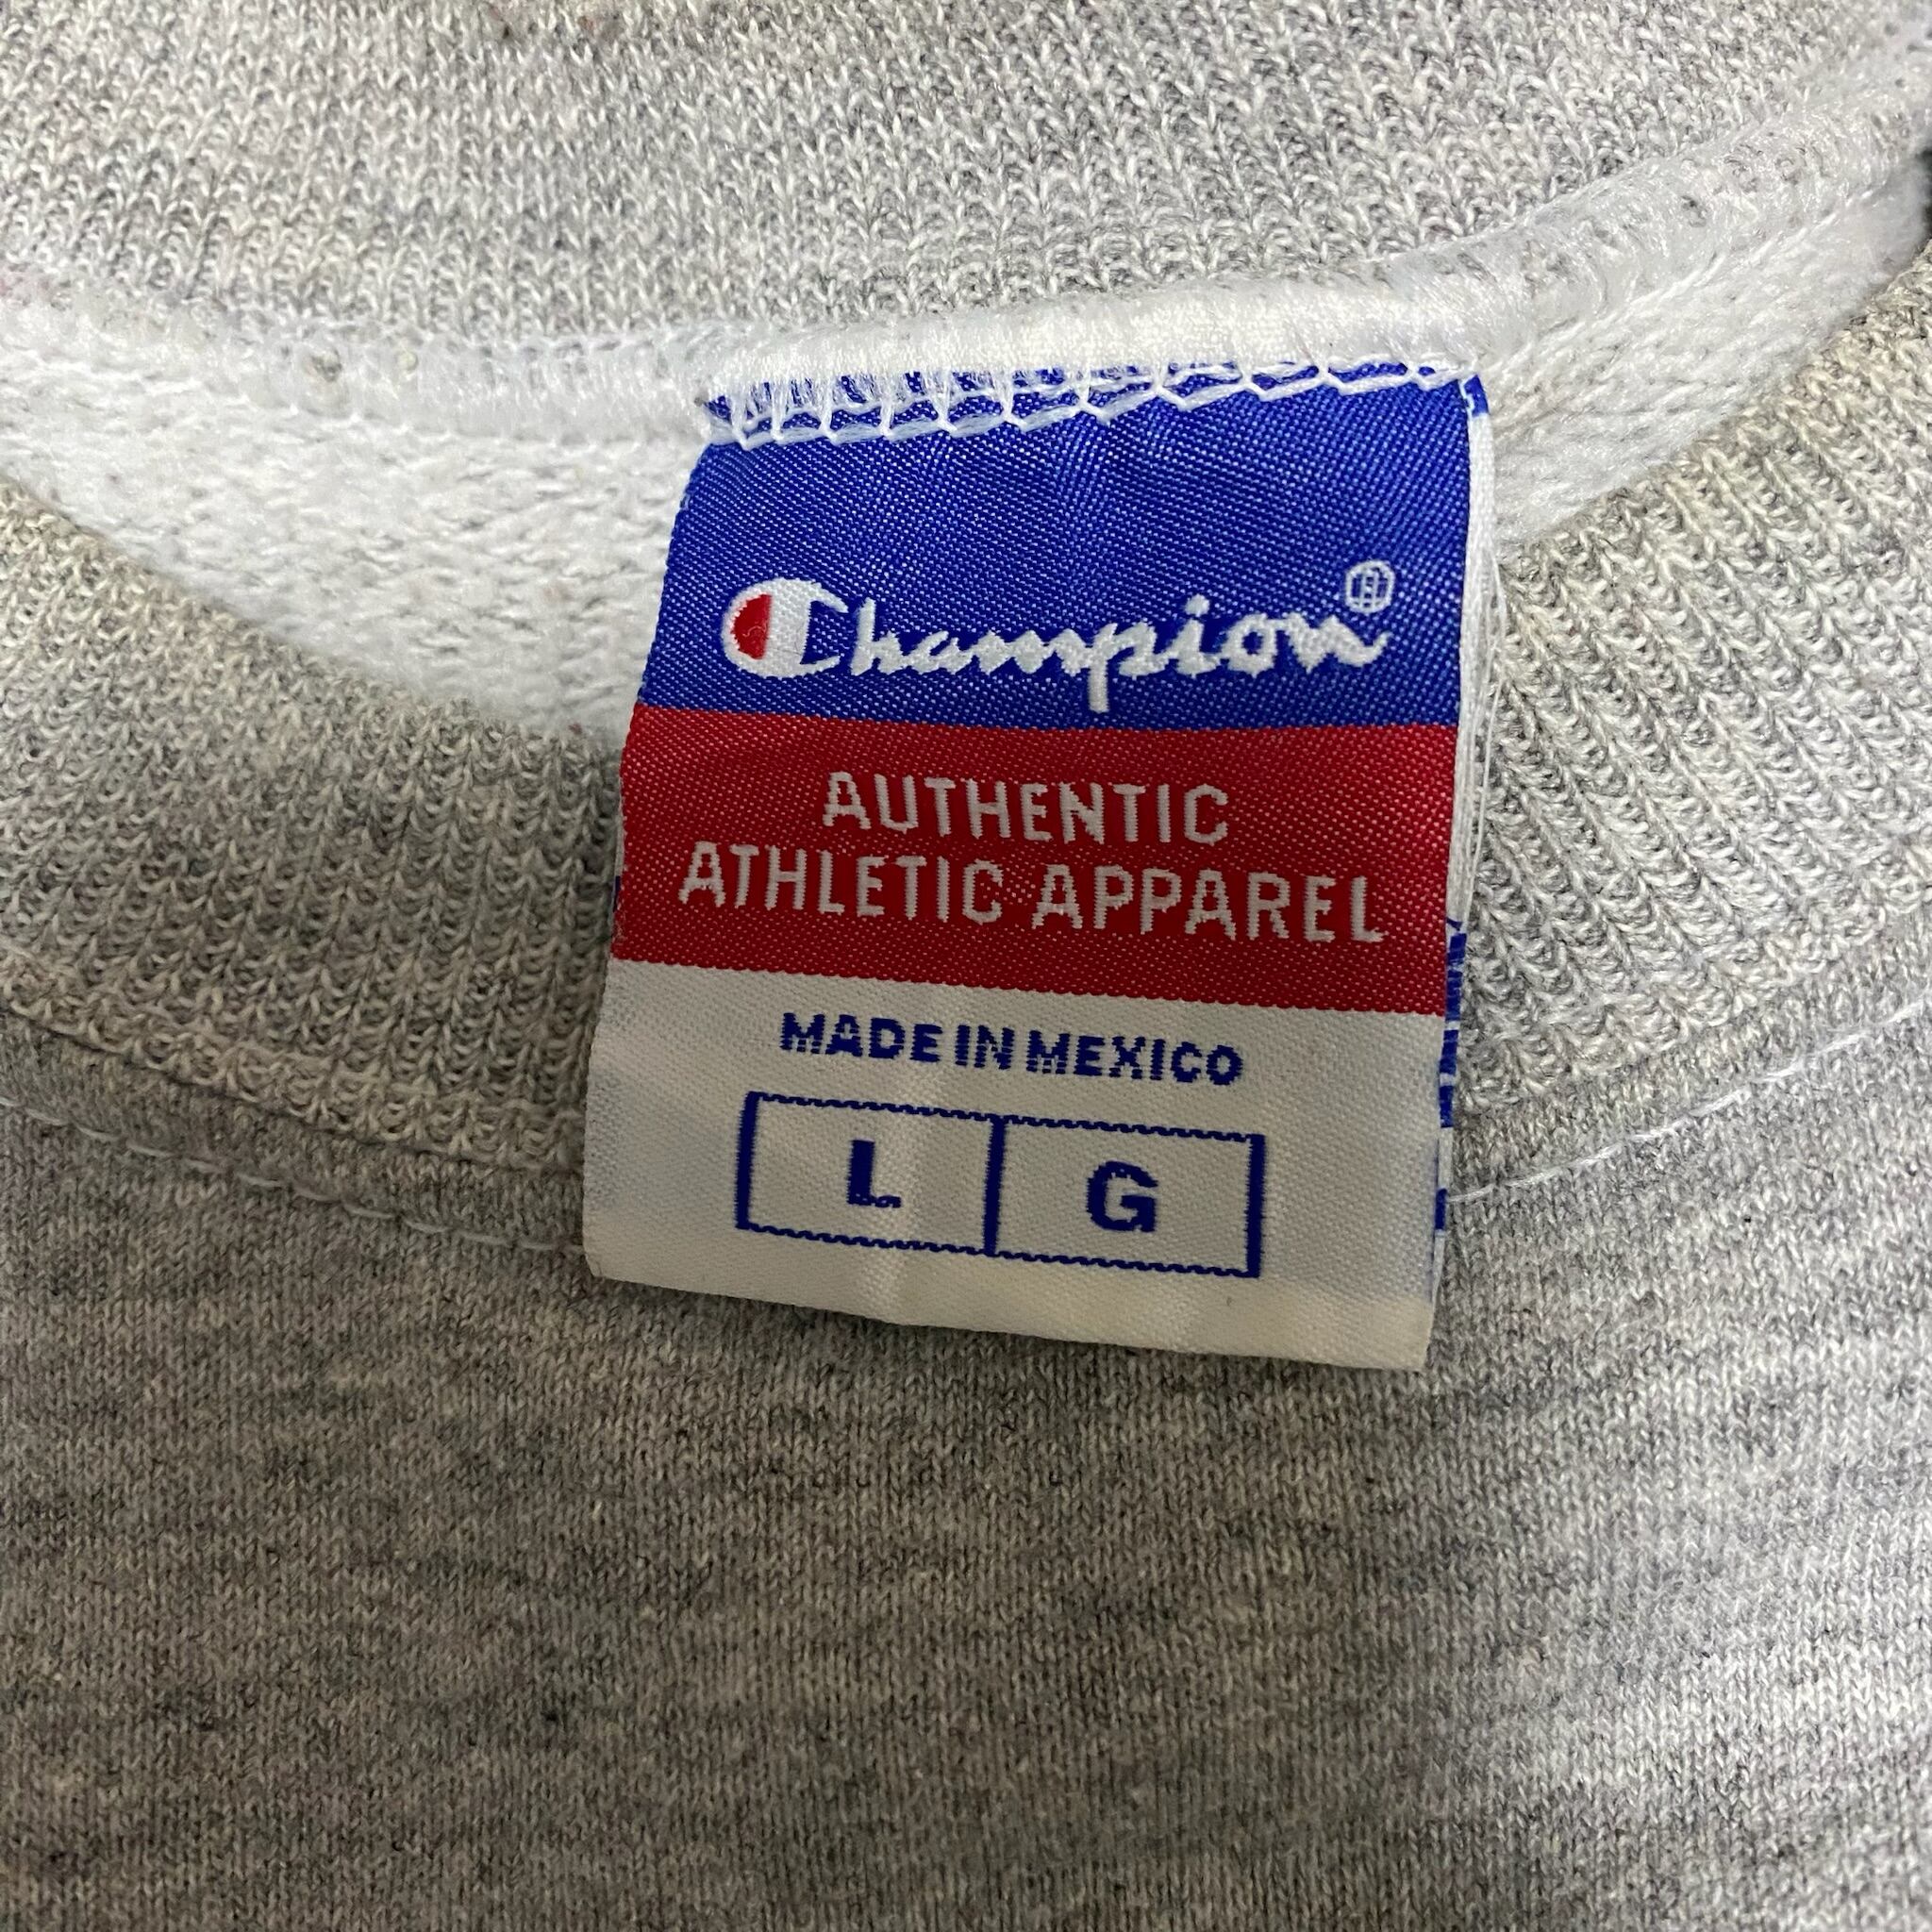 Champion®
AUTHENTIC
ATHLETIC APPAREL
MADE IN MEXICO
L G